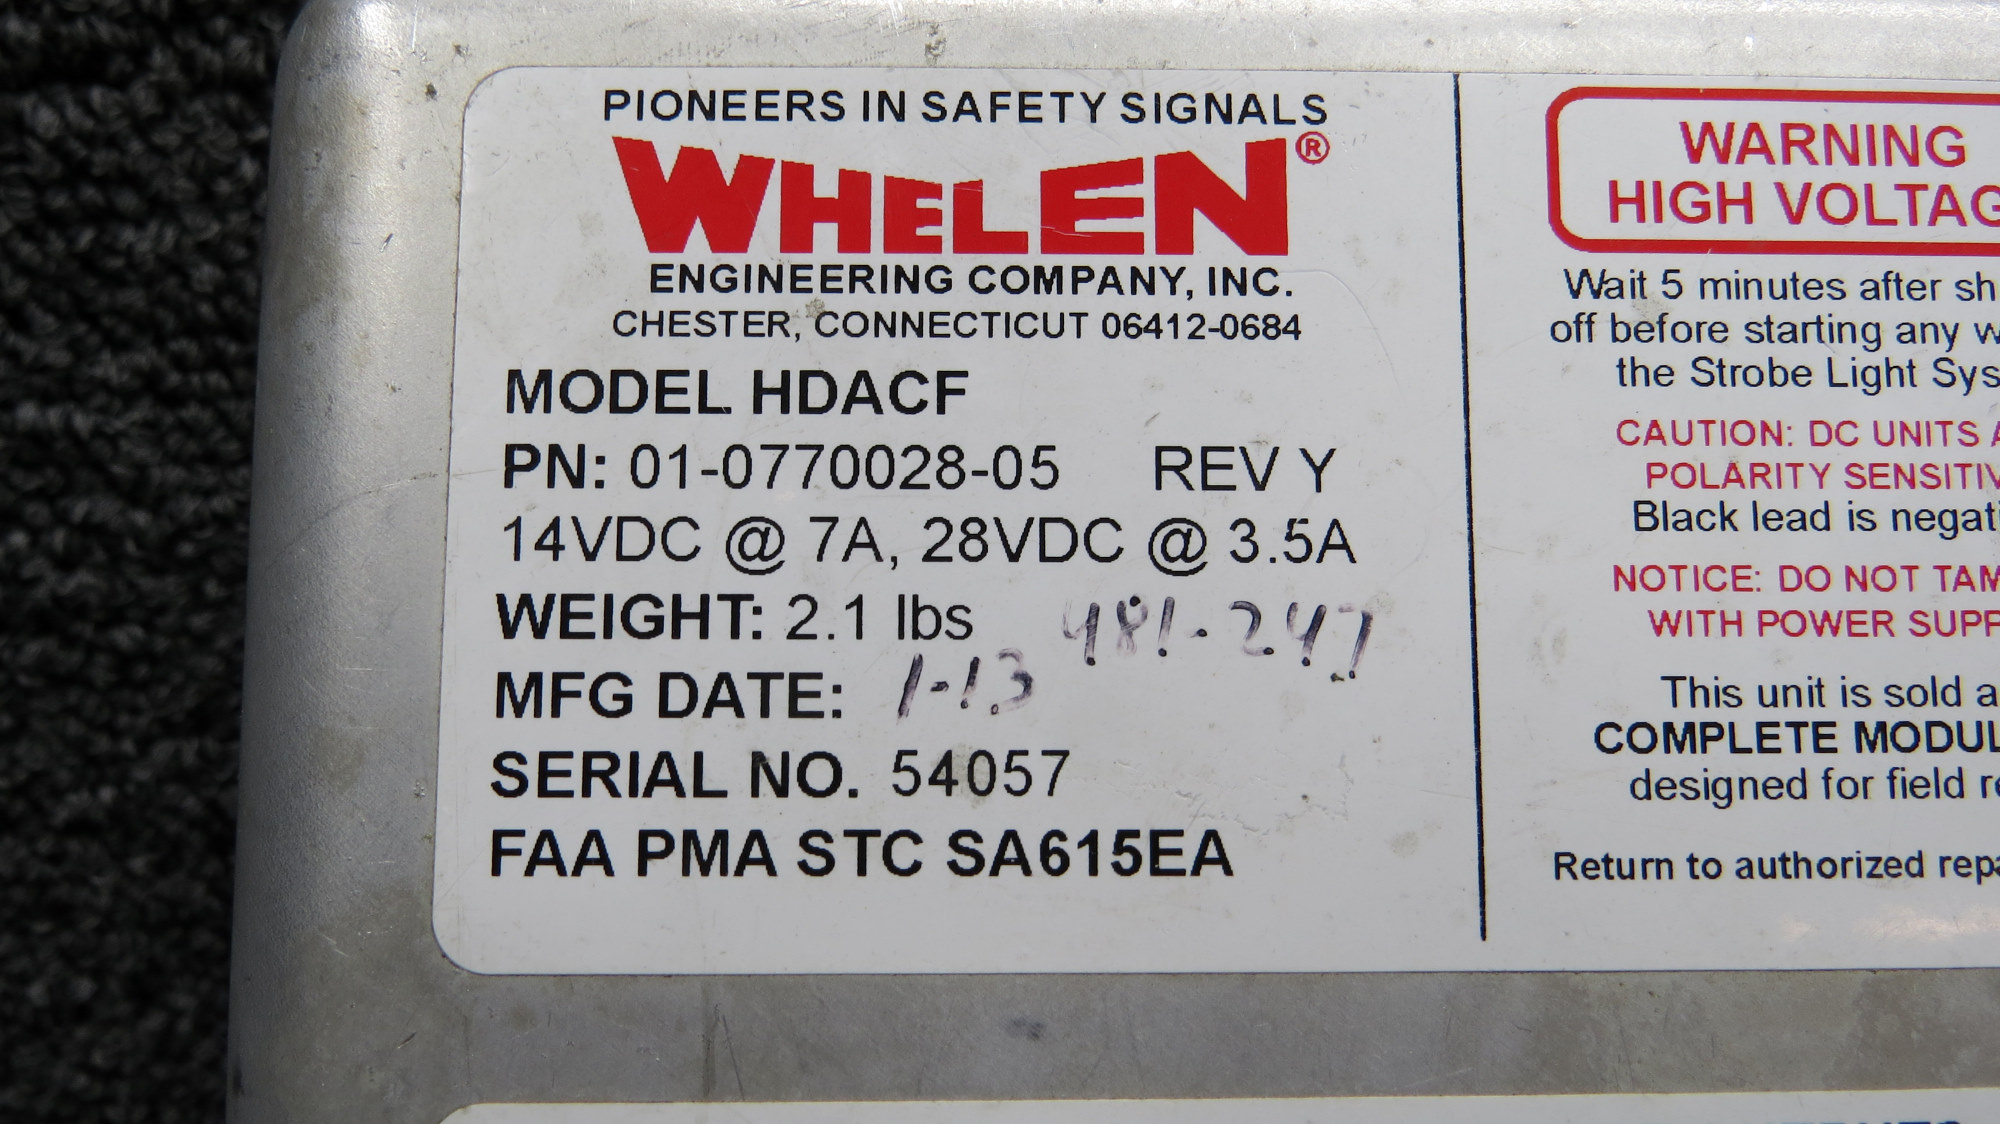 PIONEERS IN SAFETY SIGNALS
WHELEN®
ENGINEERING COMPANY, INC.
CHESTER, CONNECTICUT 06412-0684
MODEL HDACF
PN: 01-0770028-05 REV Y
14VDC @ 7A, 28VDC @ 3.5A
WEIGHT: 2.1 lbs 481-247
MFG DATE: 1-13
SERIAL NO. 54057
FAA PMA STC SA615EA
WARNING
HIGH VOLTAG
Wait 5 minutes after sh
off before starting any w
the Strobe Light Sys
CAUTION: DC UNITS A
POLARITY SENSITIV
Black lead is negati
NOTICE: DO NOT TAM
WITH POWER SUPP
This unit is sold a
COMPLETE MODUL
designed for field re
Return to authorized repa